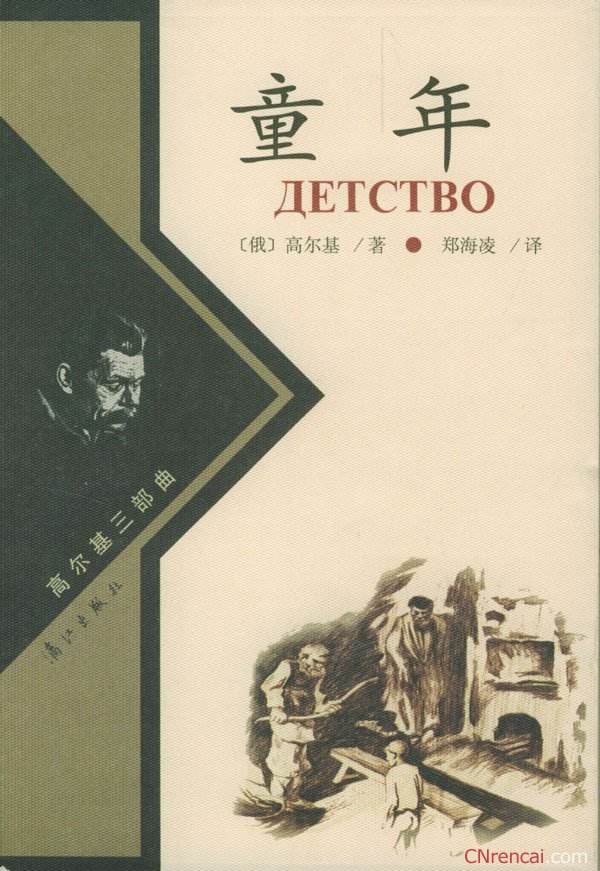 童年
ДЕТСТВО
〔俄〕高尔基 /著 ● 郑海凌 /译
高尔基三部曲
漓江出版社
CNrencai.com